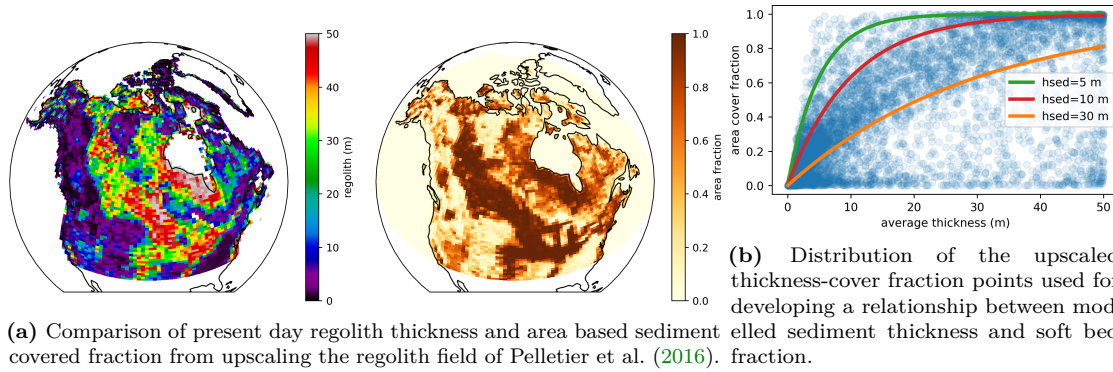 50
40
30
20
10
0
regolith (m)
1.0
0.8
0.6
0.4
0.2
0.0
area fraction
1.0
0.8
0.6
0.4
0.2
0.0
area cover fraction
hsed=5 m
hsed=10 m
hsed=30 m
0 10 20 30 40 50
average thickness (m)
(a) Comparison of present day regolith thickness and area based sediment
covered fraction from upscaling the regolith field of Pelletier et al. (2016).
(b) Distribution of the upscaled
thickness-cover fraction points used for
developing a relationship between mod
elled sediment thickness and soft bed
fraction.